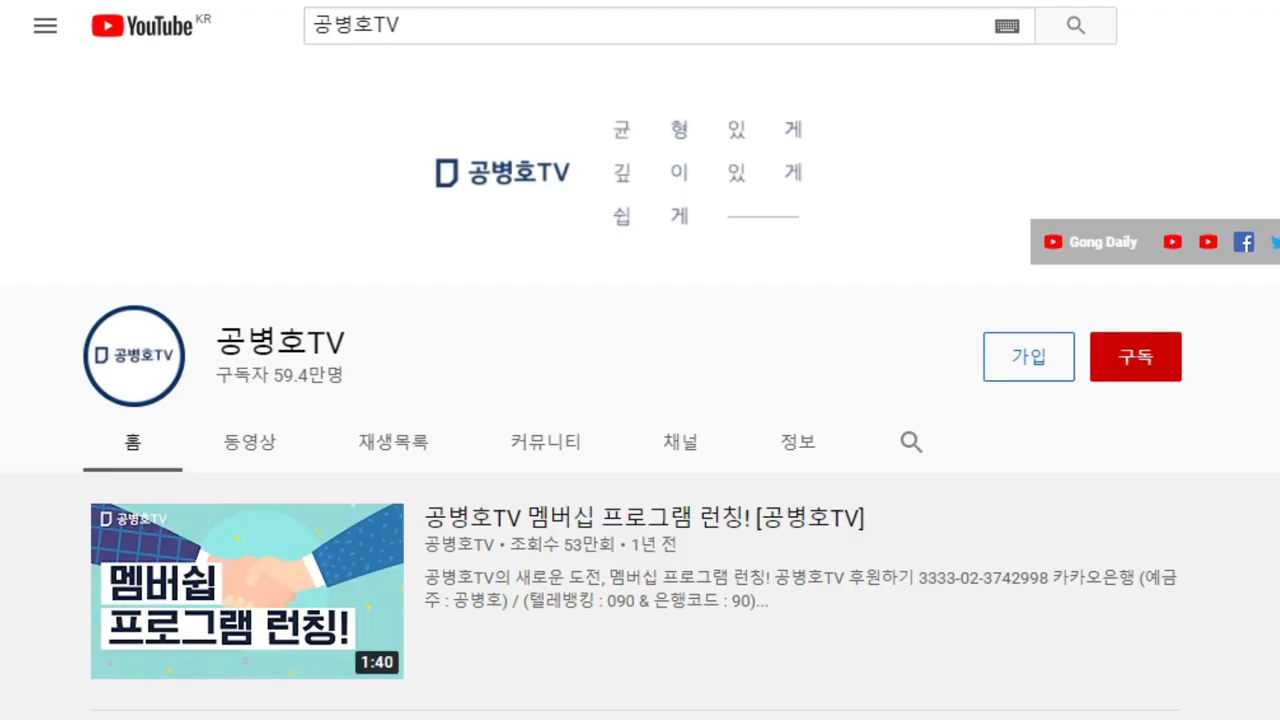 YouTube KR
공병호TV
공병호TV
균 형 있 게
깊 이 있 게
쉽 게
Gong Daily
공병호TV
공병호TV
구독자 59.4만명
가입
구독
홈 동영상 재생목록 커뮤니티 채널 정보
공병호TV
멤버쉽
프로그램 런칭!
1:40
공병호TV 멤버십 프로그램 런칭! [공병호TV]
공병호TV • 조회수 53만회 • 1년 전
공병호TV의 새로운 도전, 멤버십 프로그램 런칭! 공병호TV 후원하기 3333-02-3742998 카카오은행 (예금
주 : 공병호) / (텔레뱅킹 : 090 & 은행코드 : 90)...